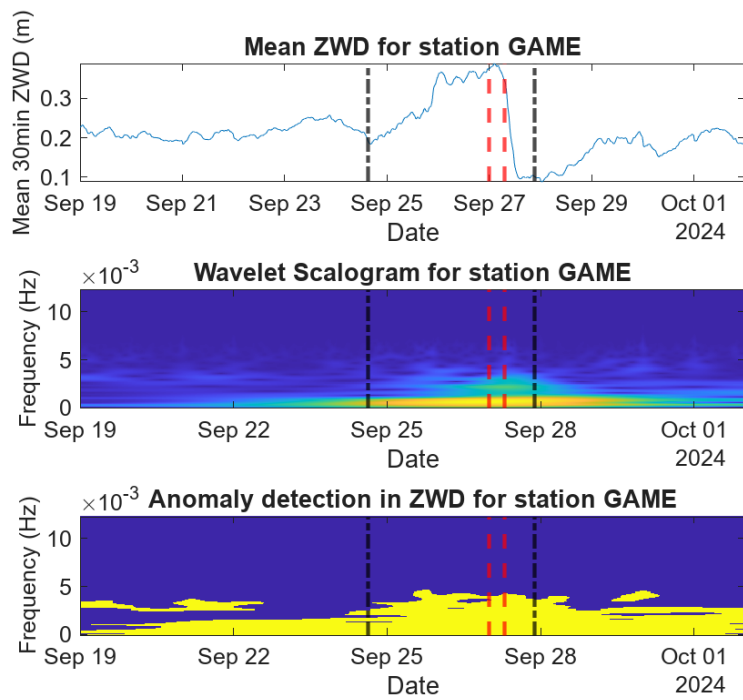 Mean ZWD for station GAME
Mean 30min ZWD (m)
0.3
0.2
0.1
Sep 19 Sep 21 Sep 23 Sep 25 Sep 27 Sep 29 Oct 01
2024
Date
Wavelet Scalogram for station GAME
×10⁻³
Frequency (Hz)
10
5
0
Sep 19 Sep 22 Sep 25 Sep 28 Oct 01
2024
Date
Anomaly detection in ZWD for station GAME
×10⁻³
Frequency (Hz)
10
5
0
Sep 19 Sep 22 Sep 25 Sep 28 Oct 01
2024
Date